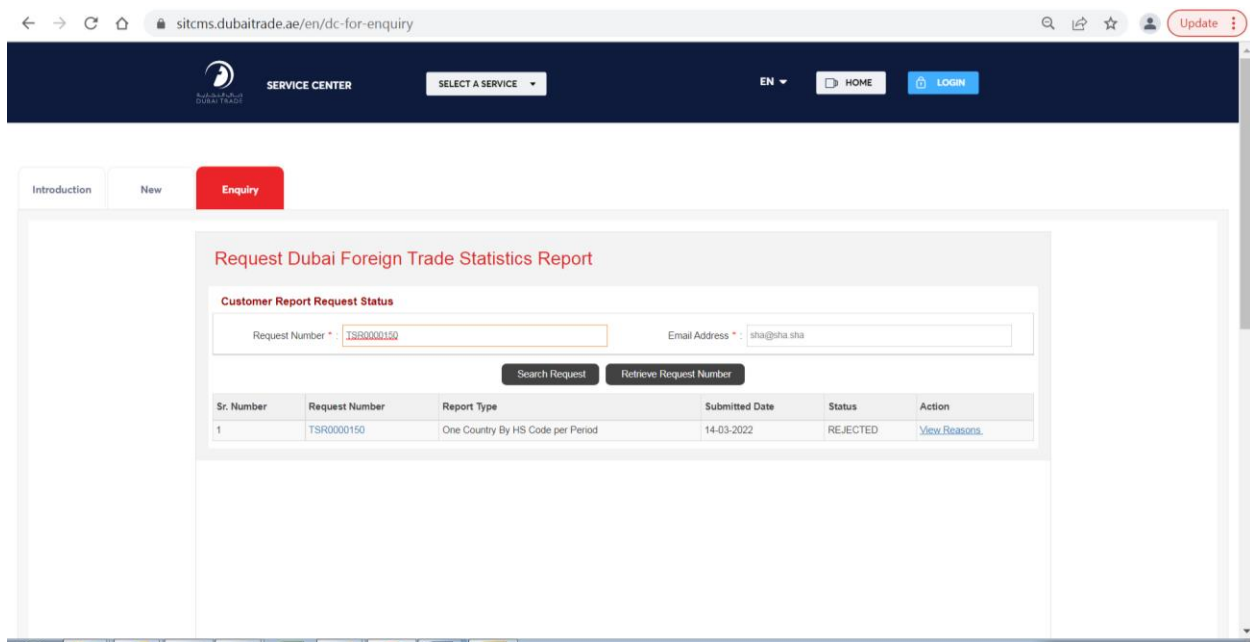 sitcms.dubaitrade.ae/en/dc-for-enquiry
Update
DUBAI TRADE
SERVICE CENTER
SELECT A SERVICE
EN
HOME
LOGIN
Introduction
New
Enquiry
Request Dubai Foreign Trade Statistics Report
Customer Report Request Status
Request Number * : TSR0000150 Email Address * : sha@sha.sha
Search Request Retrieve Request Number
Sr. Number Request Number Report Type Submitted Date Status Action
1 TSR0000150 One Country By HS Code per Period 14-03-2022 REJECTED View Reasons